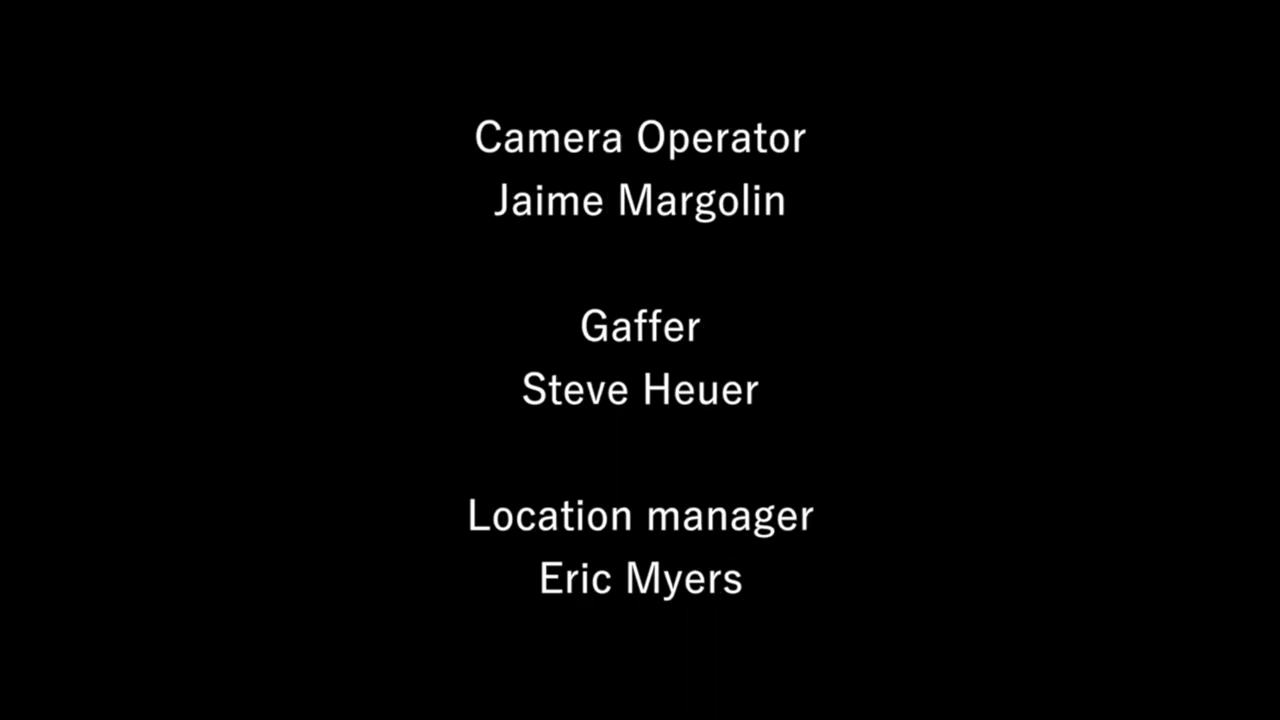 Camera Operator
Jaime Margolin
Gaffer
Steve Heuer
Location manager
Eric Myers